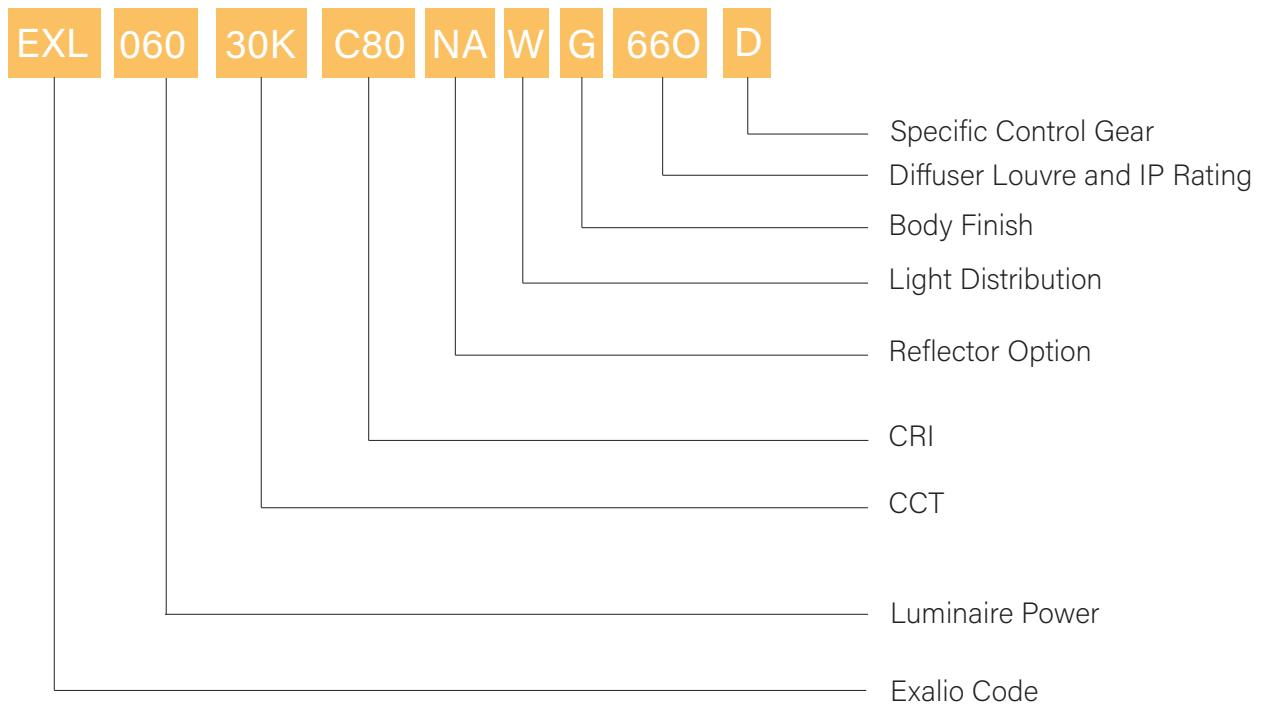 EXL 060 30K C80 NA W G 66O D
Specific Control Gear
Diffuser Louvre and IP Rating
Body Finish
Light Distribution
Reflector Option
CRI
CCT
Luminaire Power
Exalio Code